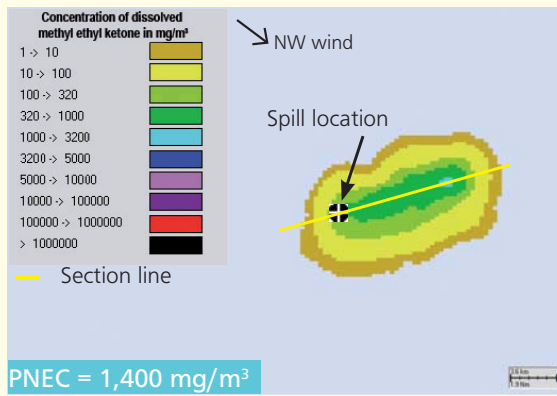 Concentration of dissolved
methyl ethyl ketone in mg/m³
1 -> 10
10 -> 100
100 -> 320
320 -> 1000
1000 -> 3200
3200 -> 5000
5000 -> 10000
10000 -> 100000
100000 -> 1000000
> 1000000
Section line
NW wind
Spill location
PNEC = 1,400 mg/m³